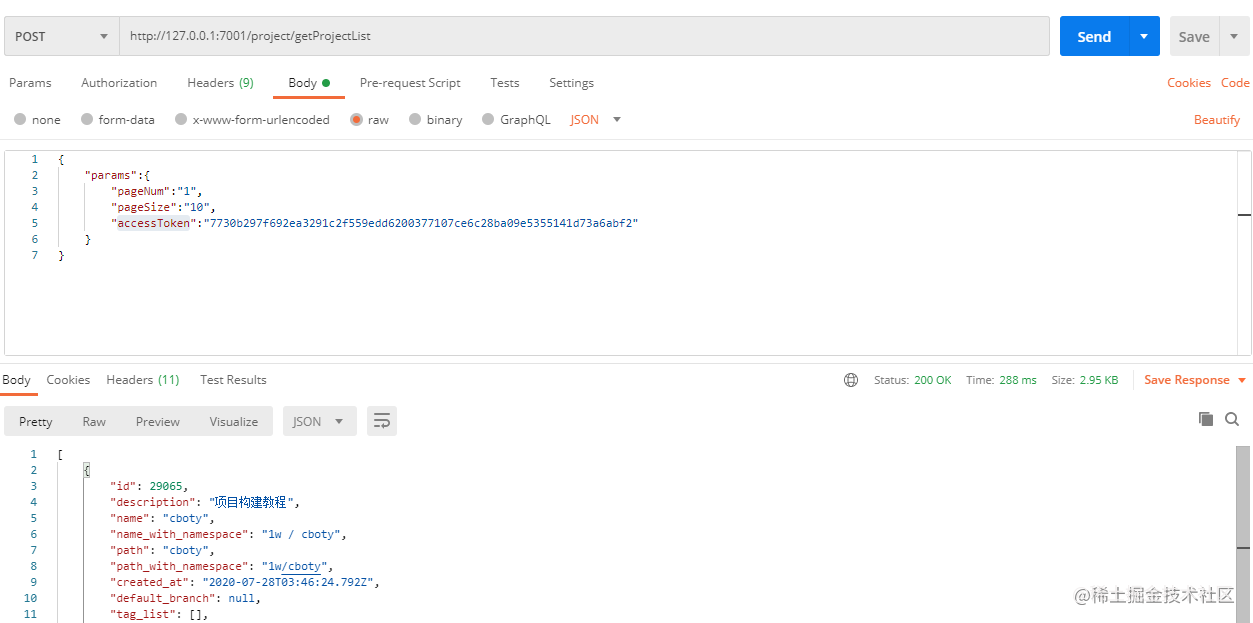 POST http://127.0.0.1:7001/project/getProjectList Send Save
Params Authorization Headers (9) Body Pre-request Script Tests Settings Cookies Code
none form-data x-www-form-urlencoded raw binary GraphQL JSON Beautify
1 {
2 "params":{
3 "pageNum":"1",
4 "pageSize":"10",
5 "accessToken":"7730b297f692ea3291c2f559edd6200377107ce6c28ba09e5355141d73a6abf2"
6 }
7 }
Body Cookies Headers (11) Test Results Status: 200 OK Time: 288 ms Size: 2.95 KB Save Response
Pretty Raw Preview Visualize JSON
1 [
2 {
3 "id": 29065,
4 "description": "项目构建教程",
5 "name": "cboty",
6 "name_with_namespace": "1w / cboty",
7 "path": "cboty",
8 "path_with_namespace": "1w/cboty",
9 "created_at": "2020-07-28T03:46:24.792Z",
10 "default_branch": null,
11 "tag_list": [],
@稀土掘金技术社区